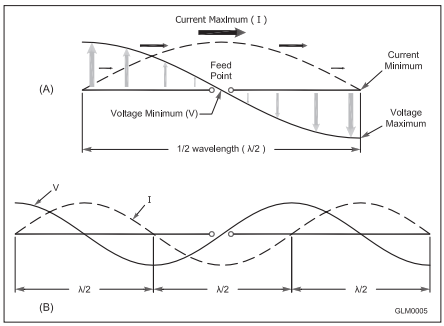 Current Maximum ( I )
Feed
Point
Current
Minimum
(A)
Voltage Minimum (V)
Voltage
Maximum
1/2 wavelength ( λ/2 )
V
I
λ/2
λ/2
λ/2
(B)
GLM0005